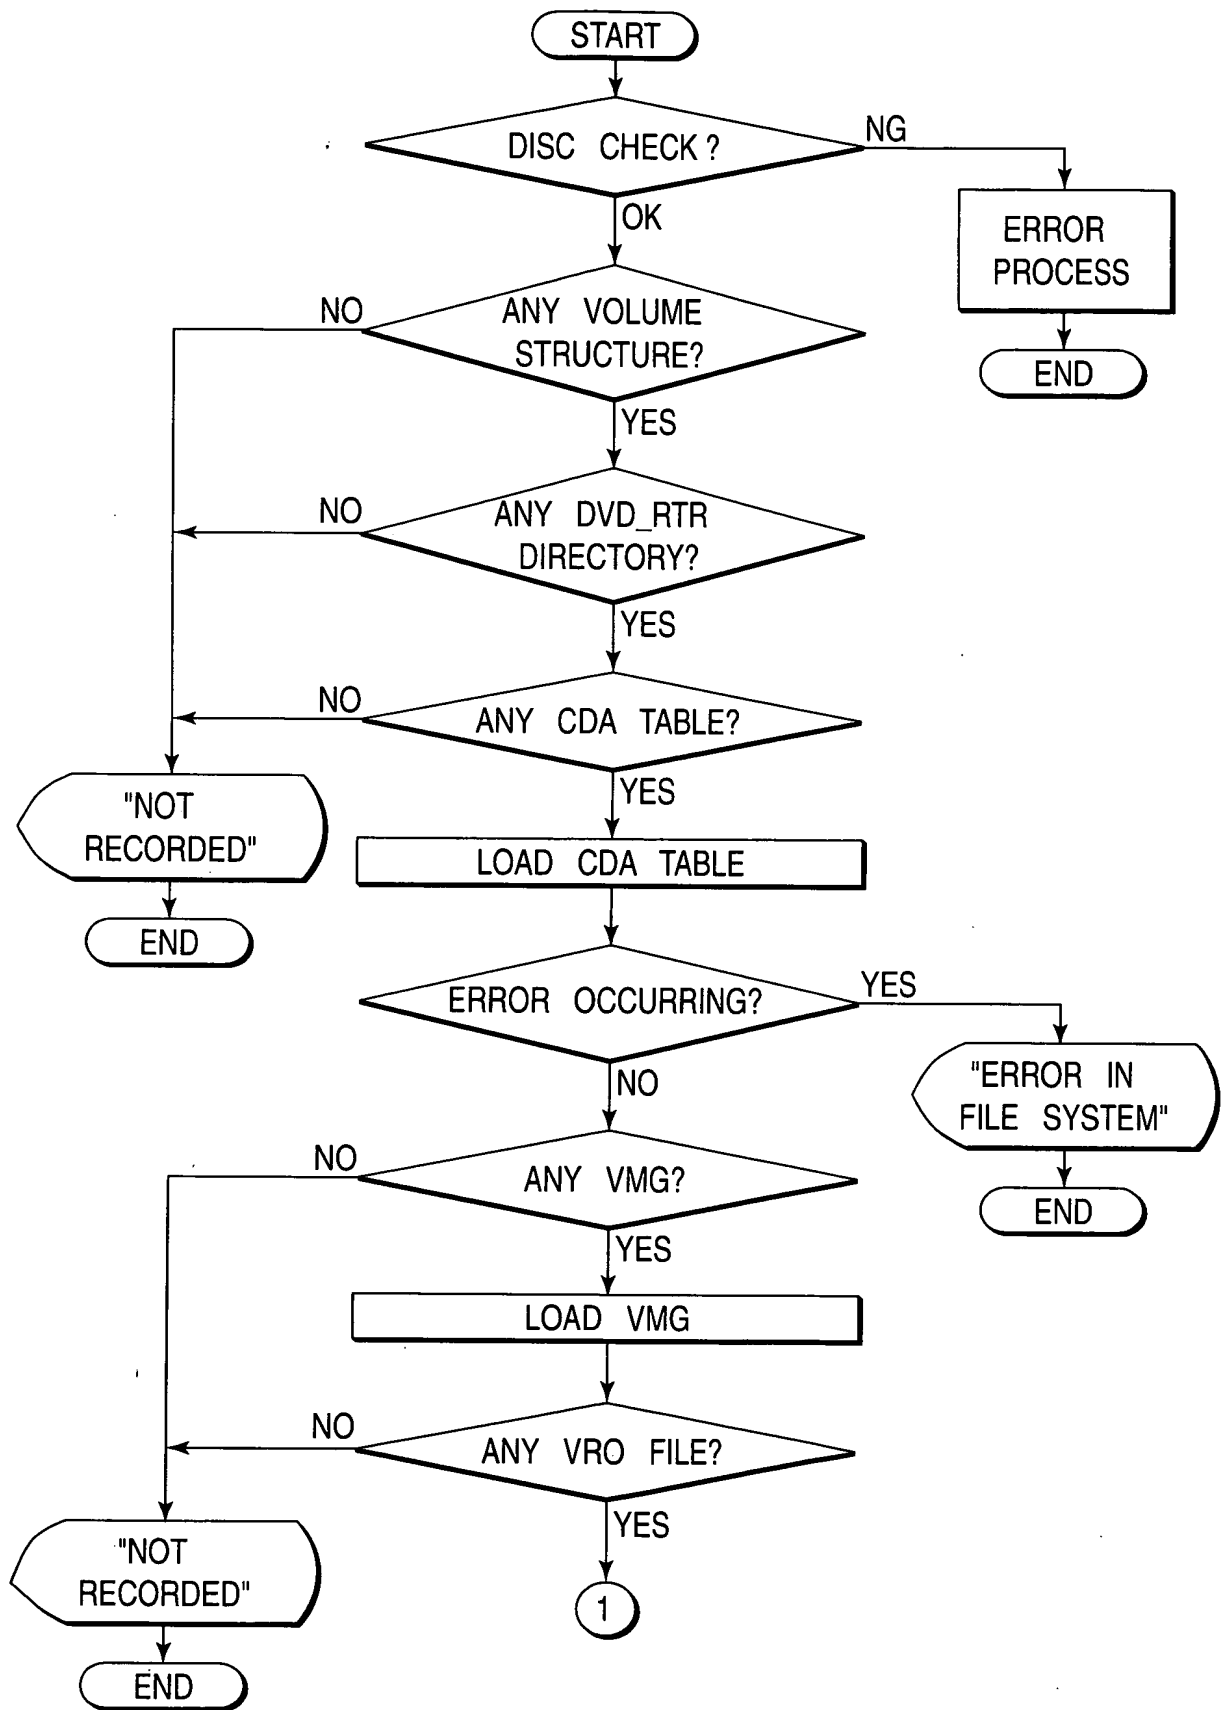 START
DISC CHECK?
NG
OK
ERROR
PROCESS
END
ANY VOLUME
STRUCTURE?
NO
YES
ANY DVD_RTR
DIRECTORY?
NO
YES
ANY CDA TABLE?
NO
YES
"NOT
RECORDED"
END
LOAD CDA TABLE
ERROR OCCURRING?
YES
NO
"ERROR IN
FILE SYSTEM"
END
ANY VMG?
NO
YES
LOAD VMG
ANY VRO FILE?
NO
YES
"NOT
RECORDED"
END
1